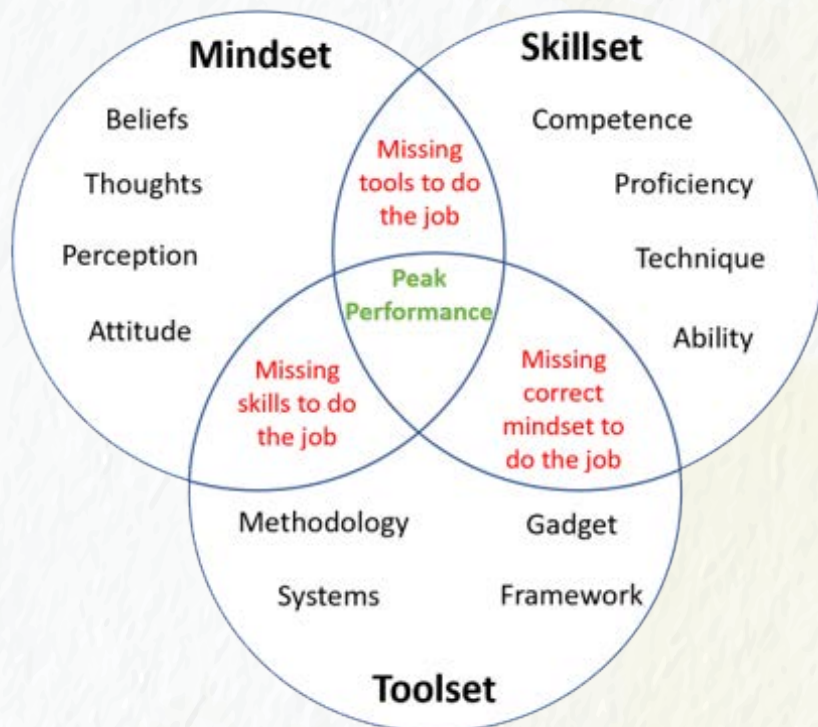 Mindset
Skillset
Beliefs
Thoughts
Perception
Attitude
Missing
tools to do
the job
Competence
Proficiency
Technique
Ability
Peak
Performance
Missing
skills to do
the job
Missing
correct
mindset to
do the job
Methodology
Gadget
Systems
Framework
Toolset